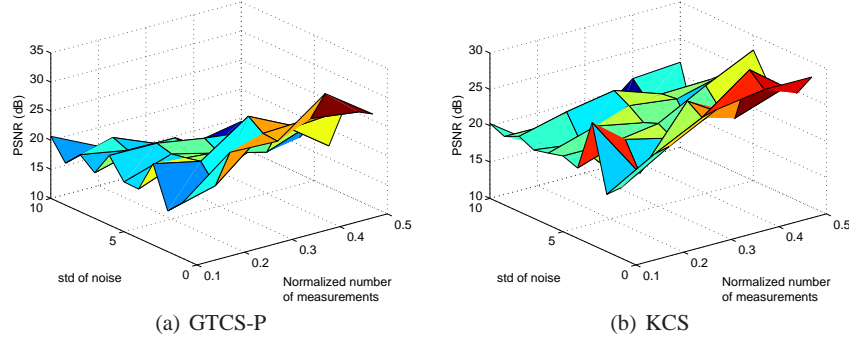 35
30
25
20
15
10
PSNR (dB)
10
5
0
std of noise
0.1
0.2
0.3
0.4
0.5
Normalized number
of measurements
(a) GTCS-P
30
25
20
15
10
PSNR (dB)
10
5
0
std of noise
0.1
0.2
0.3
0.4
0.5
Normalized number
of measurements
(b) KCS